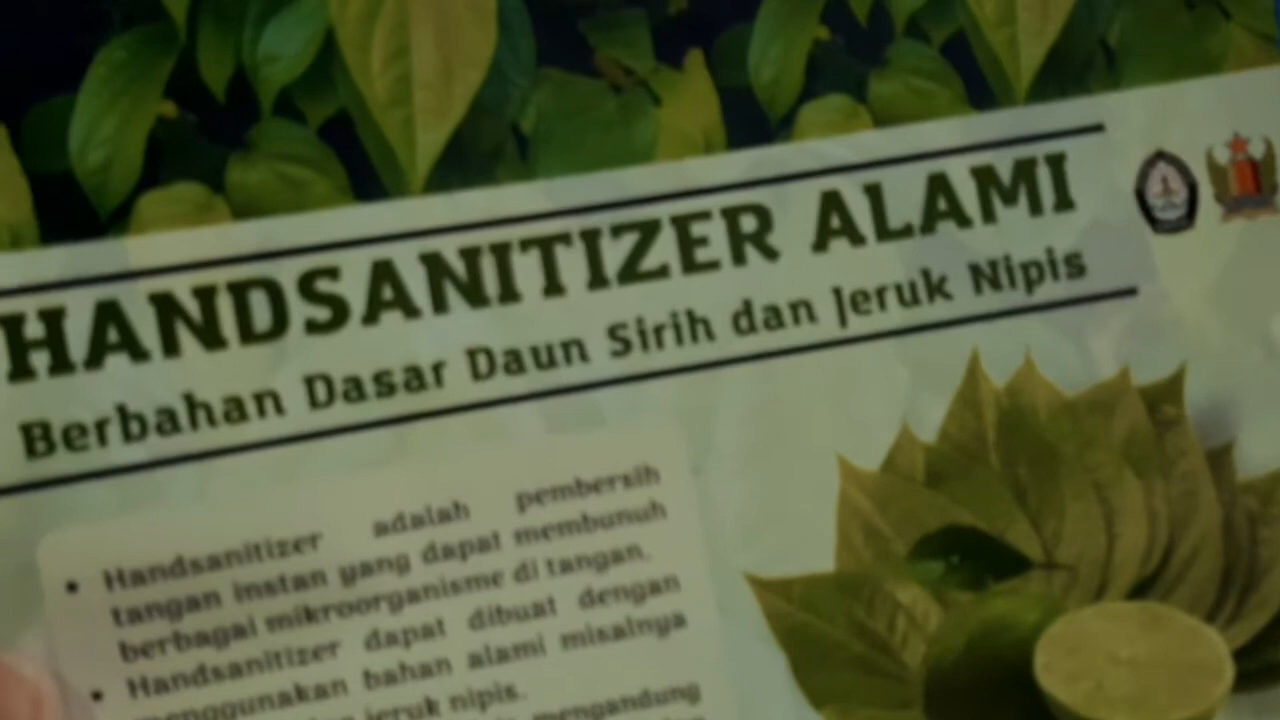 HANDSANITIZER ALAMI
Berbahan Dasar Daun Sirih dan Jeruk Nipis
• Handsanitizer adalah pembersih
tangan instan yang dapat membunuh
berbagai mikroorganisme di tangan.
• Handsanitizer dapat dibuat dengan
menggunakan bahan alami misalnya
jeruk nipis.
mengandung